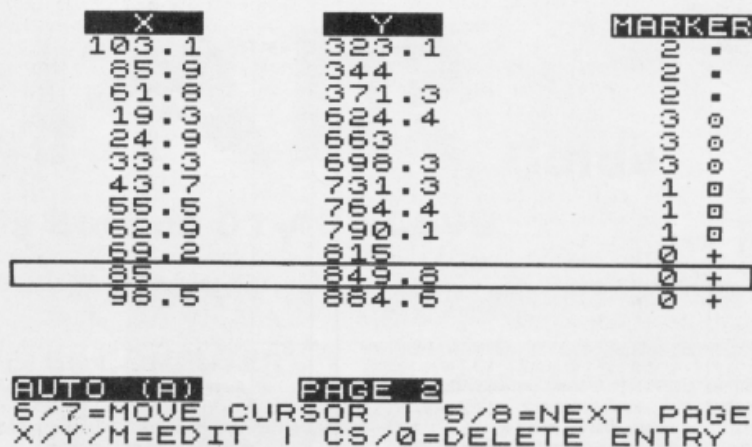 X Y MARKER
103.1 323.1 2 ▪
85.9 344 2 ▪
61.8 371.3 2 ▪
19.3 624.4 3 ⊙
24.9 663 3 ⊙
33.3 698.3 3 ⊙
43.7 731.3 1 ⊡
55.5 764.4 1 ⊡
62.9 790.1 1 ⊡
69.2 815 0 +
85 849.8 0 +
98.5 884.6 0 +
AUTO (A) PAGE 2
6/7=MOVE CURSOR | 5/8=NEXT PAGE
X/Y/M=EDIT | CS/0=DELETE ENTRY